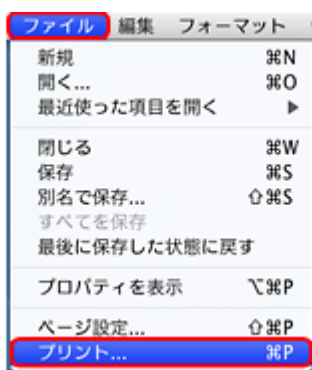 ファイル 編集 フォーマット
新規 ⌘N
開く... ⌘O
最近使った項目を開く ▶
閉じる ⌘W
保存 ⌘S
別名で保存... ⇧⌘S
すべてを保存
最後に保存した状態に戻す
プロパティを表示 ⌥⌘P
ページ設定... ⇧⌘P
プリント... ⌘P